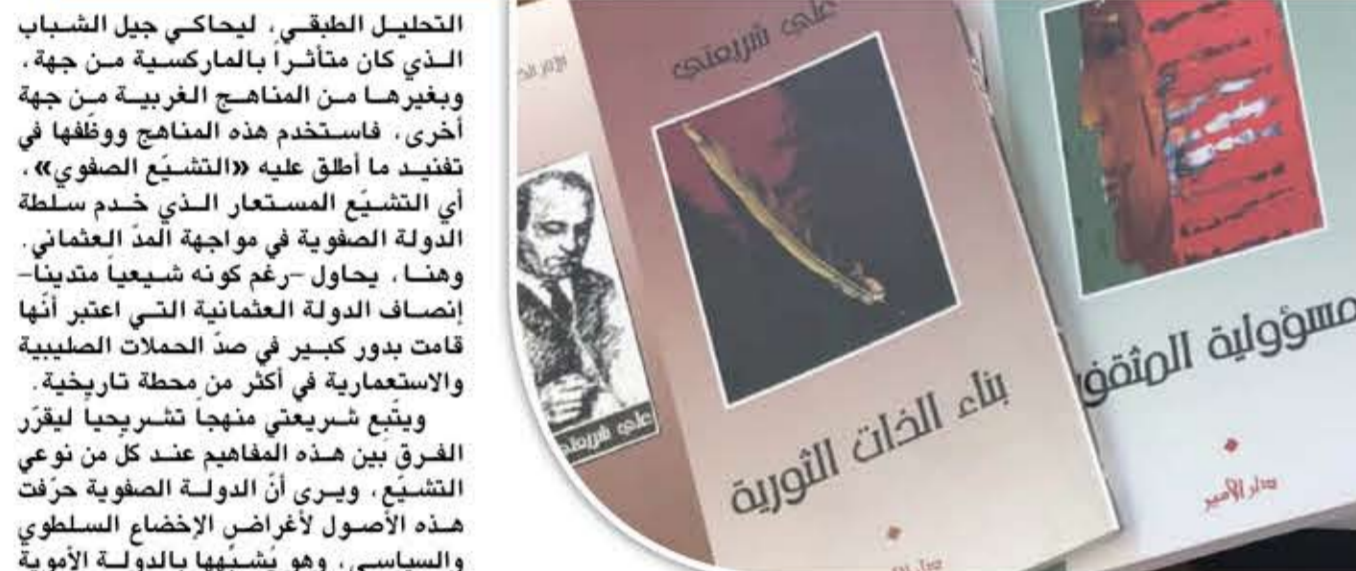 التحليل الطبقي، ليحاكي جيل الشباب
الذي كان متأثراً بالماركسية من جهة،
وبغيرها من المناهج الغربية من جهة
أخرى، فاستخدم هذه المناهج ووظّفها في
تفنيد ما أطلق عليه «التشيّع الصفوي»،
أي التشيّع المستعار الذي خدم سلطة
الدولة الصفوية في مواجهة المدّ العثماني.
وهنا، يحاول –رغم كونه شيعياً متديناً–
إنصاف الدولة العثمانية التي اعتبر أنّها
قامت بدور كبير في صدّ الحملات الصليبية
والاستعمارية في أكثر من محطة تاريخية.
ويتّبع شريعتي منهجاً تشريحياً ليقرّر
الفرق بين هذه المفاهيم عند كل من نوعي
التشيّع، ويرى أنّ الدولة الصفوية حرّفت
هذه الأصول لأغراض الإخضاع السلطوي
والسياسي، وهو يُشبّهها بالدولة الأموية
مسؤولية المثقف
دار الأمير
علي شريعتي
بناء الذات الثورية
علي شريعتي